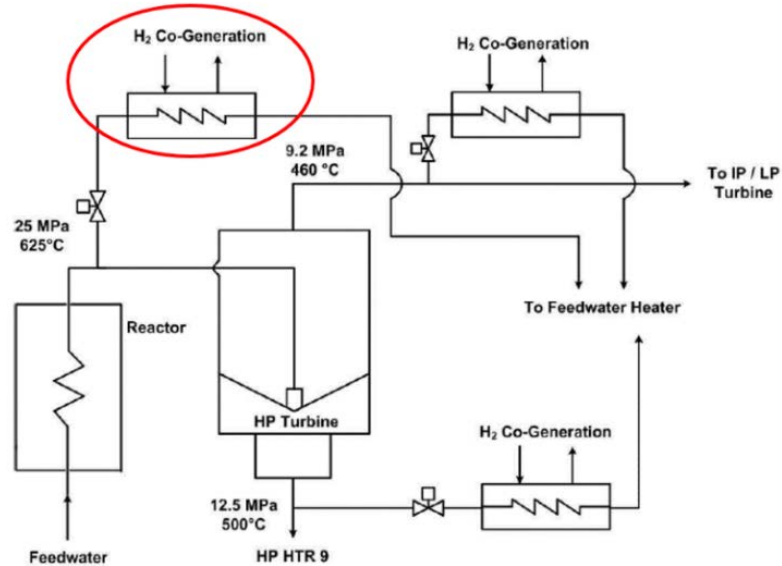 H₂ Co-Generation
H₂ Co-Generation
9.2 MPa
460 °C
To IP / LP
Turbine
25 MPa
625°C
To Feedwater Heater
Reactor
HP Turbine
H₂ Co-Generation
12.5 MPa
500°C
Feedwater
HP HTR 9